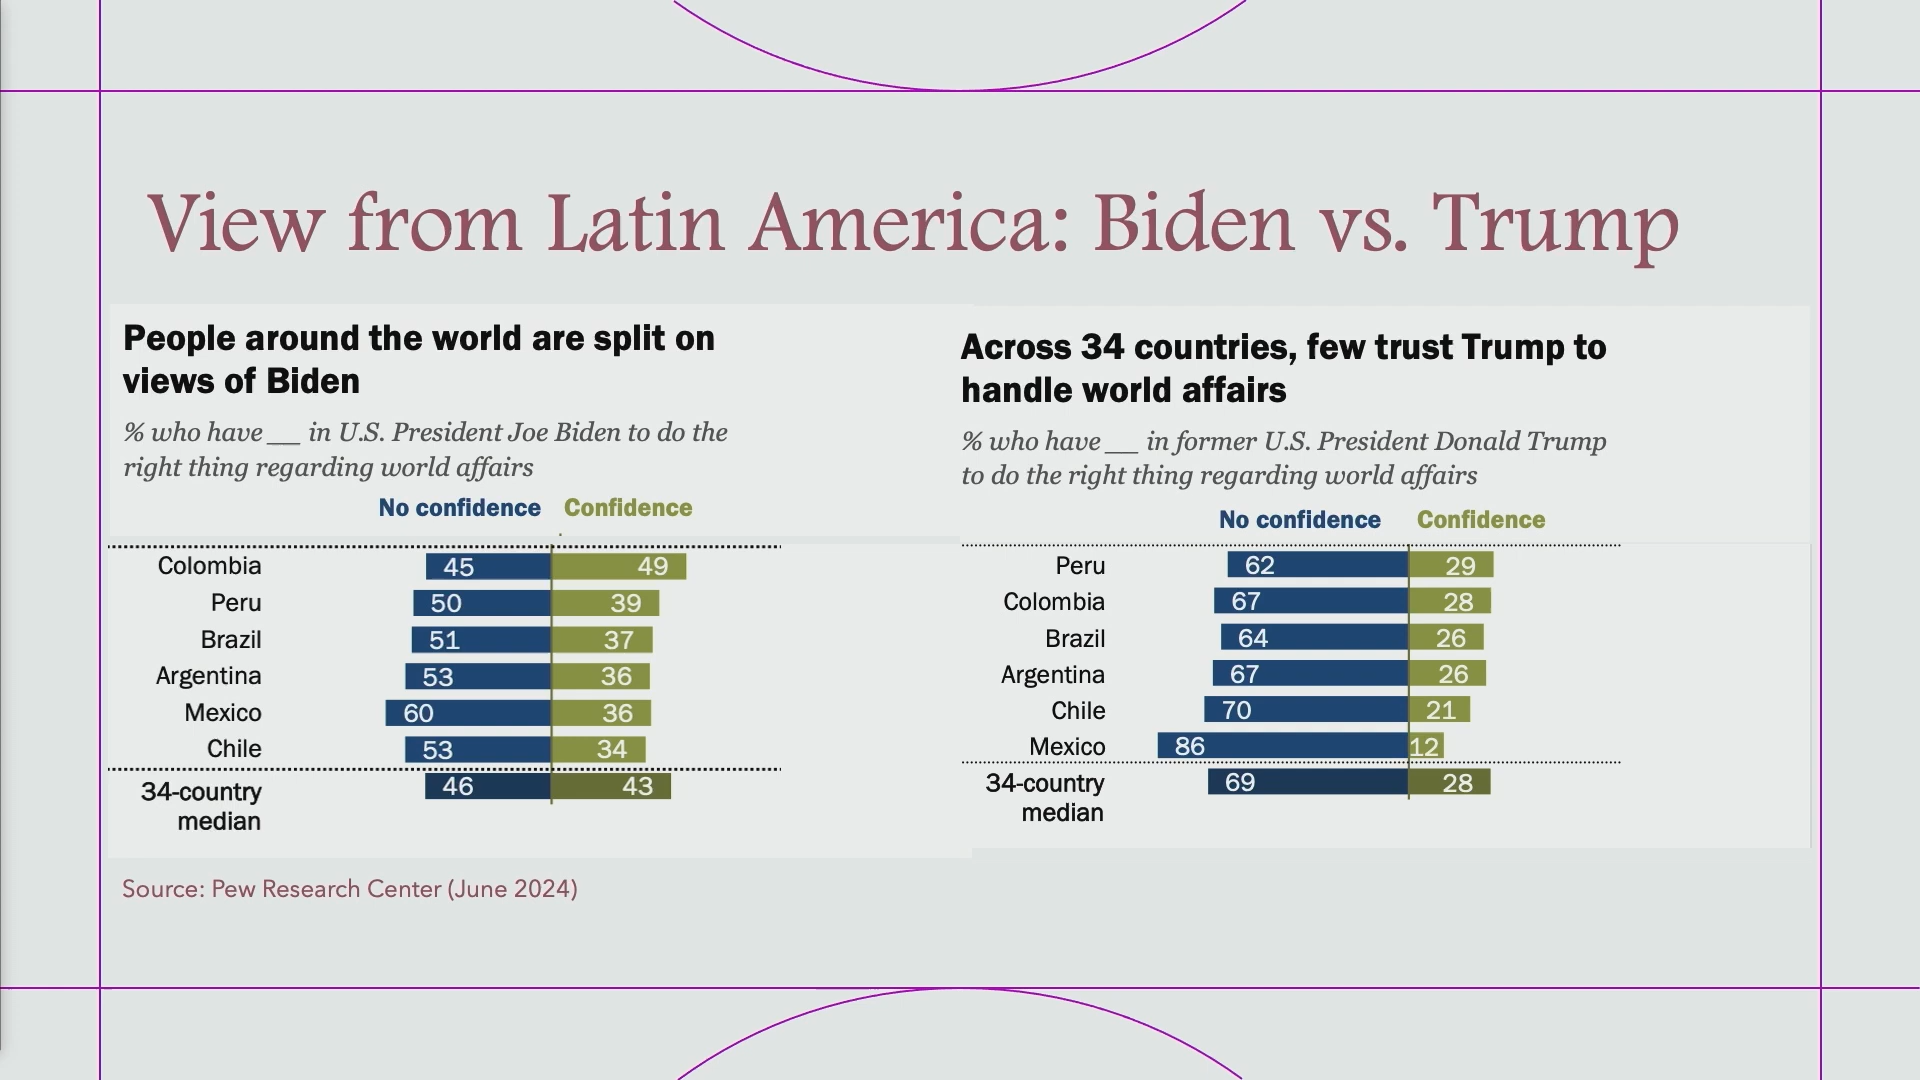 View from Latin America: Biden vs. Trump
People around the world are split on
views of Biden
% who have __ in U.S. President Joe Biden to do the
right thing regarding world affairs
No confidence Confidence
Colombia 45 49
Peru 50 39
Brazil 51 37
Argentina 53 36
Mexico 60 36
Chile 53 34
34-country 46 43
median
Across 34 countries, few trust Trump to
handle world affairs
% who have __ in former U.S. President Donald Trump
to do the right thing regarding world affairs
No confidence Confidence
Peru 62 29
Colombia 67 28
Brazil 64 26
Argentina 67 26
Chile 70 21
Mexico 86 12
34-country 69 28
median
Source: Pew Research Center (June 2024)